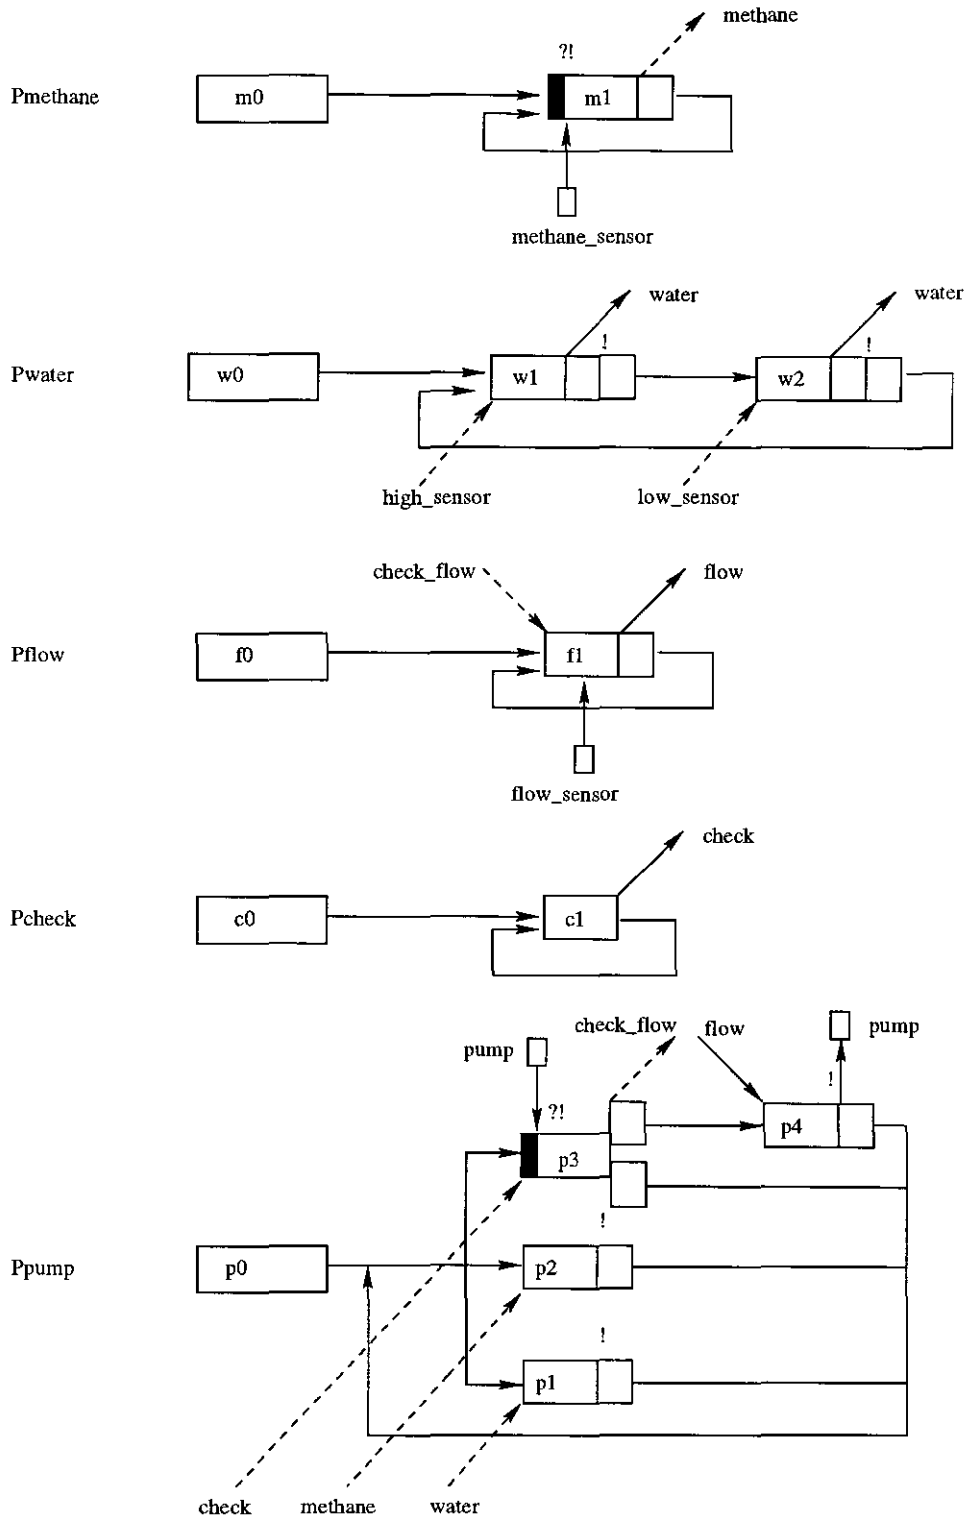 methane
?!
Pmethane m0 m1
methane_sensor
water water
! !
Pwater w0 w1 w2
high_sensor low_sensor
check_flow flow
Pflow f0 f1
flow_sensor
check
Pcheck c0 c1
check_flow flow pump
pump
!
?!
p4
p3
!
Ppump p0 p2
!
p1
check methane water